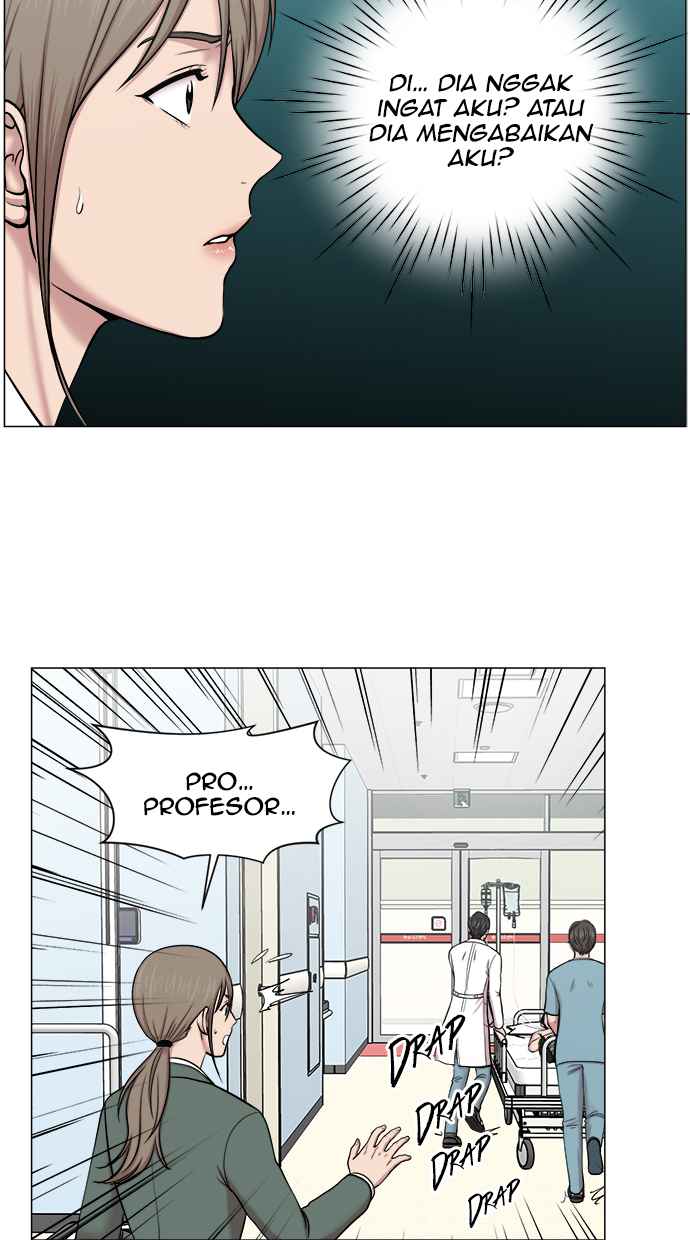 DI... DIA NGGAK
INGAT AKU? ATAU
DIA MENGABAIKAN
AKU?
PRO...
PROFESOR...
DRAP
DRAP
DRAP
DRAP